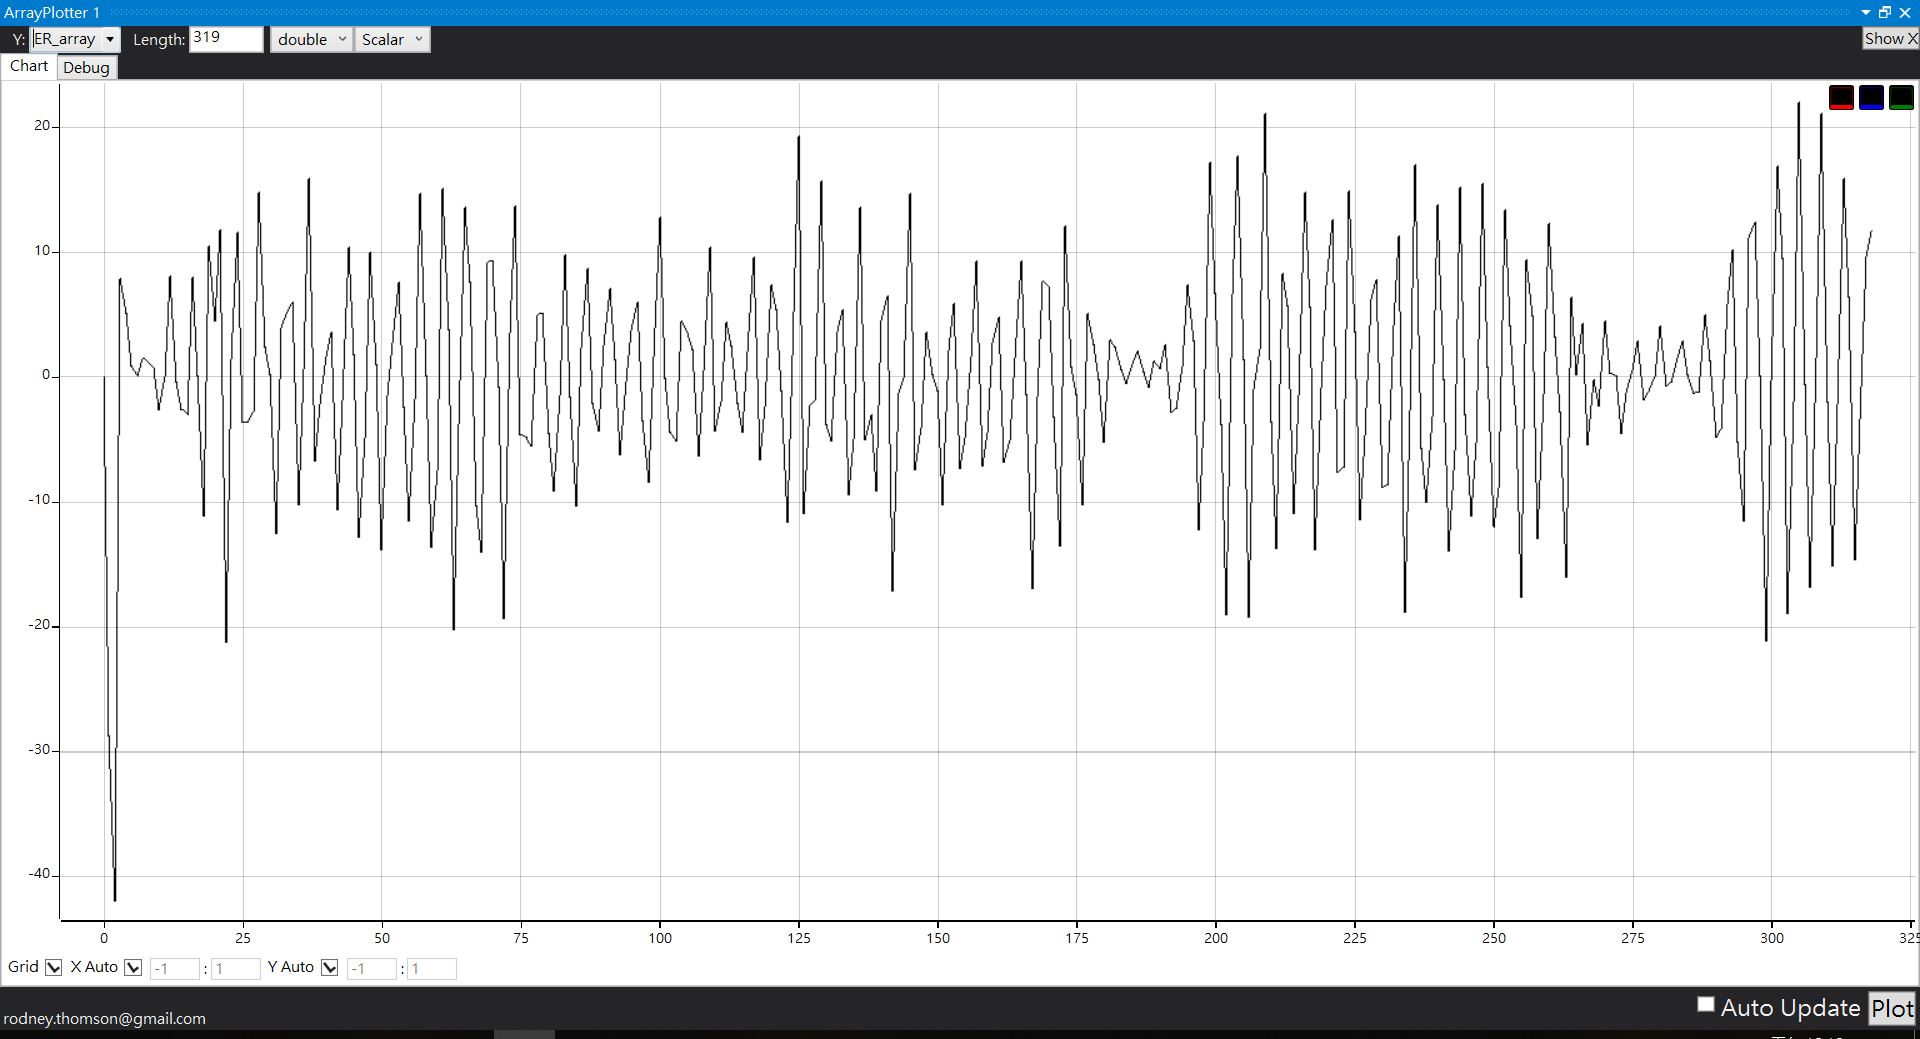 ArrayPlotter 1
Y: ER_array Length: 319 double Scalar Show X
Chart Debug
20
10
0
-10
-20
-30
-40
0 25 50 75 100 125 150 175 200 225 250 275 300 325
Grid X Auto -1 : 1 Y Auto -1 : 1
Auto Update Plot
rodney.thomson@gmail.com